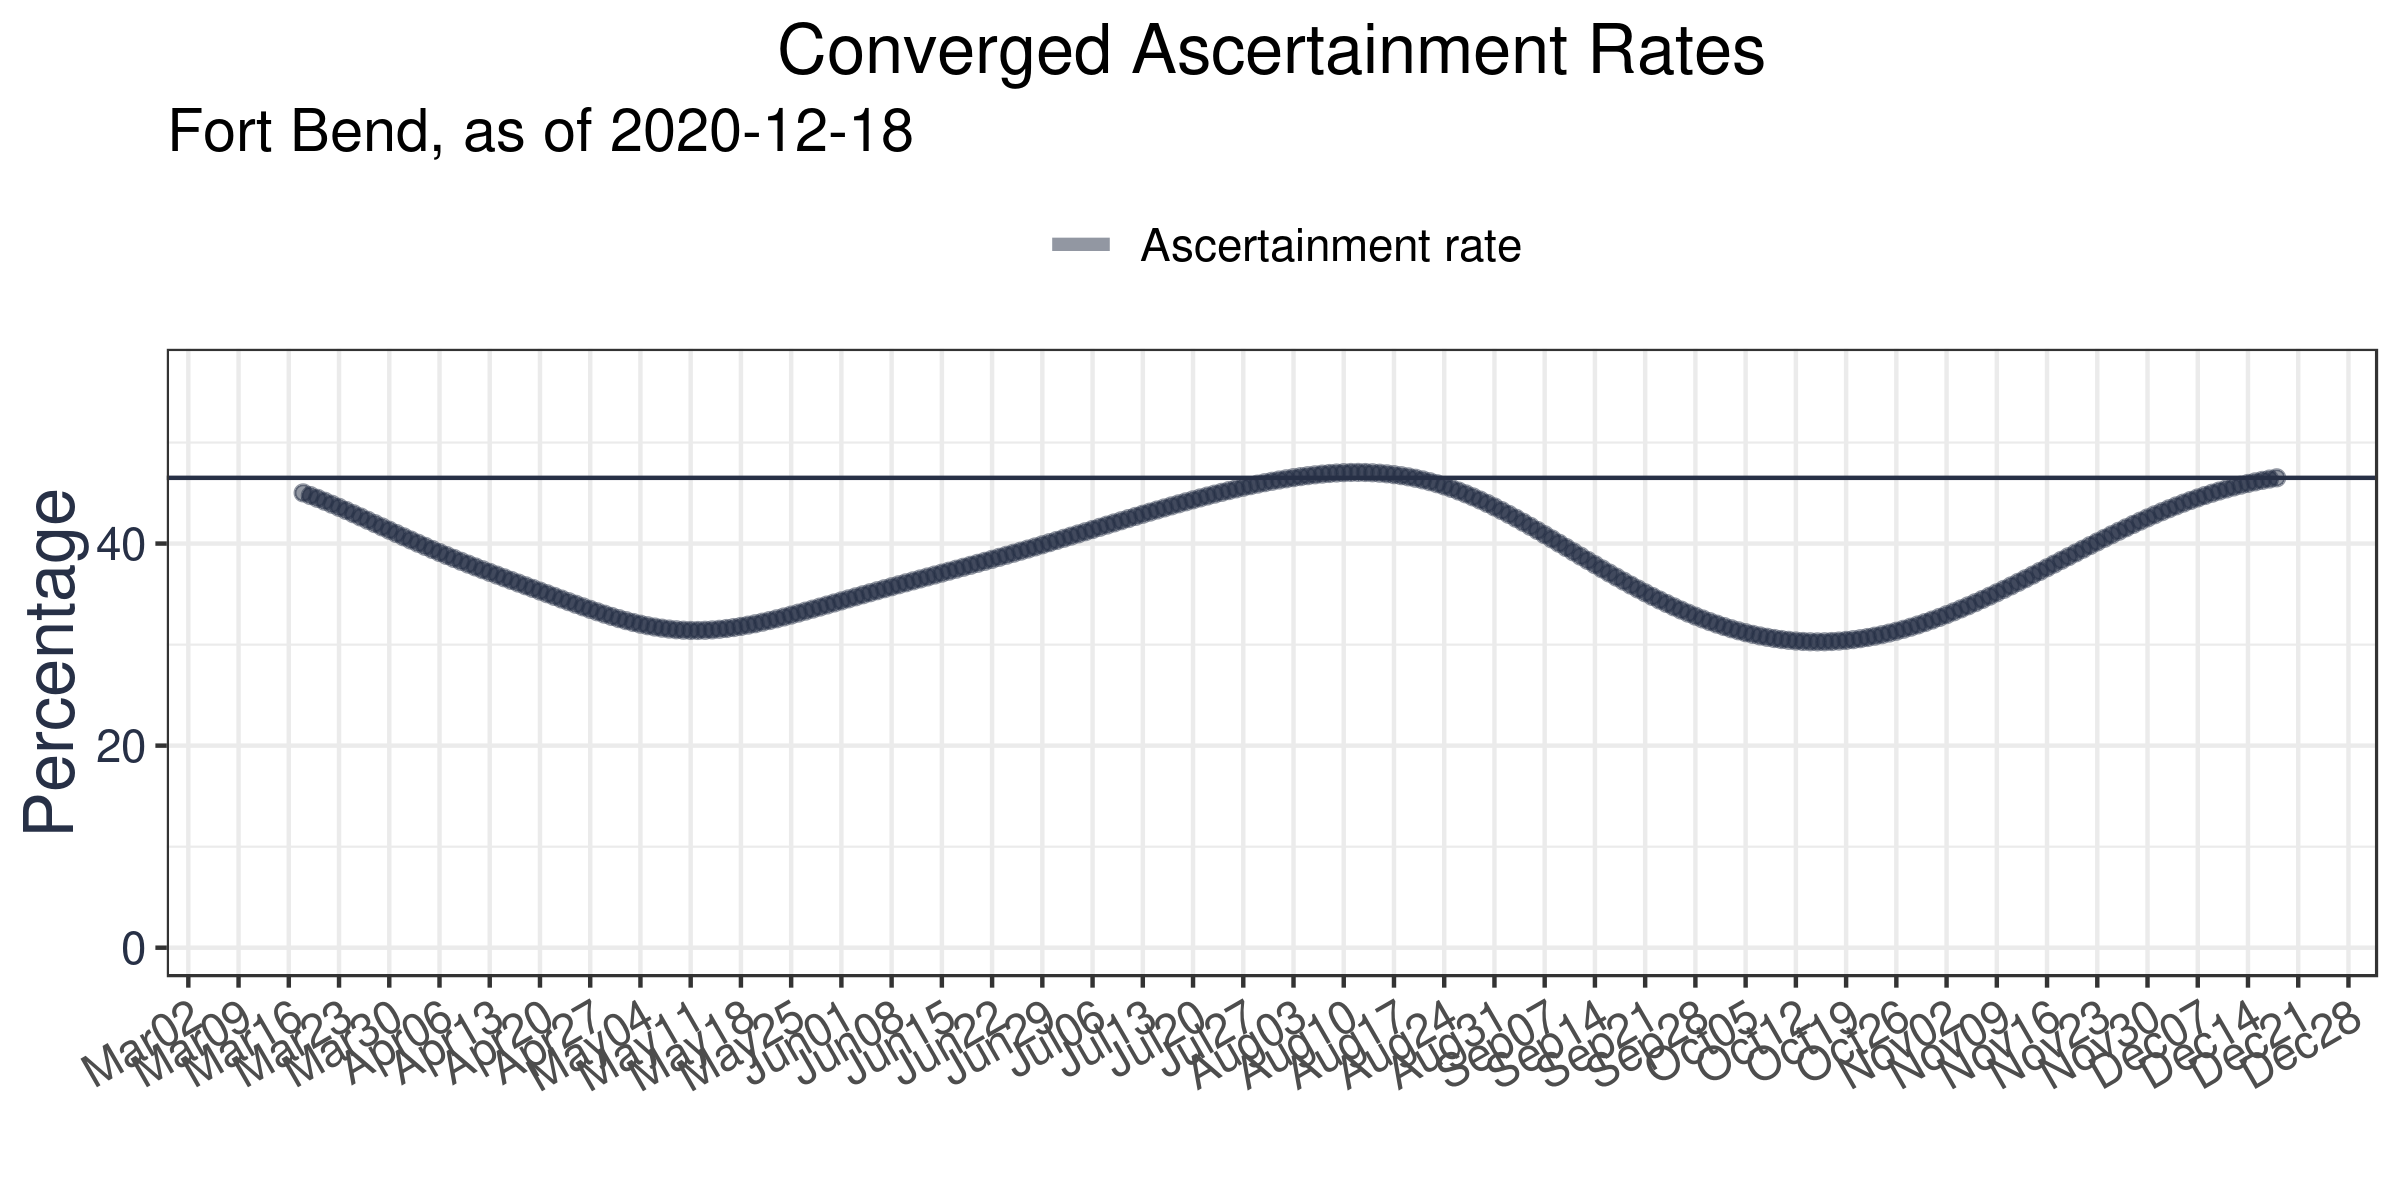 Converged Ascertainment Rates
Fort Bend, as of 2020-12-18
Ascertainment rate
Percentage
40
20
0
Mar02
Mar09
Mar16
Mar23
Mar30
Apr06
Apr13
Apr20
Apr27
May04
May11
May18
May25
Jun01
Jun08
Jun15
Jun22
Jun29
Jul06
Jul13
Jul20
Jul27
Aug03
Aug10
Aug17
Aug24
Aug31
Sep07
Sep14
Sep21
Sep28
Oct05
Oct12
Oct19
Oct26
Nov02
Nov09
Nov16
Nov23
Nov30
Dec07
Dec14
Dec21
Dec28